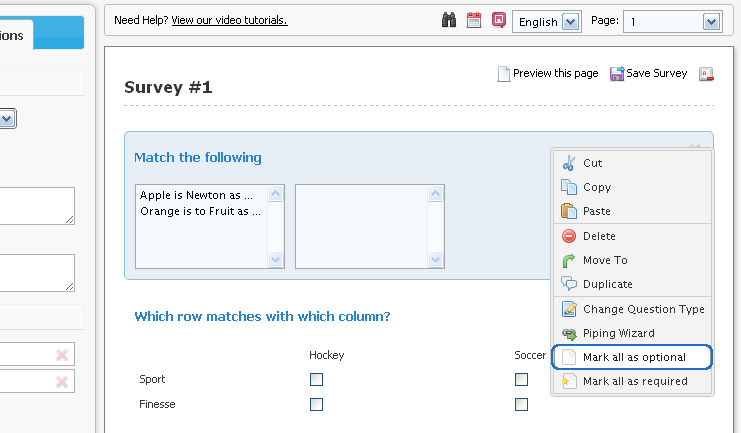 ions
Need Help? View our video tutorials.
English
Page:
1
Preview this page
Save Survey
Survey #1
Match the following
Apple is Newton as ...
Orange is to Fruit as ...
Cut
Copy
Paste
Delete
Move To
Duplicate
Change Question Type
Piping Wizard
Mark all as optional
Mark all as required
Which row matches with which column?
Hockey
Soccer
Sport
Finesse